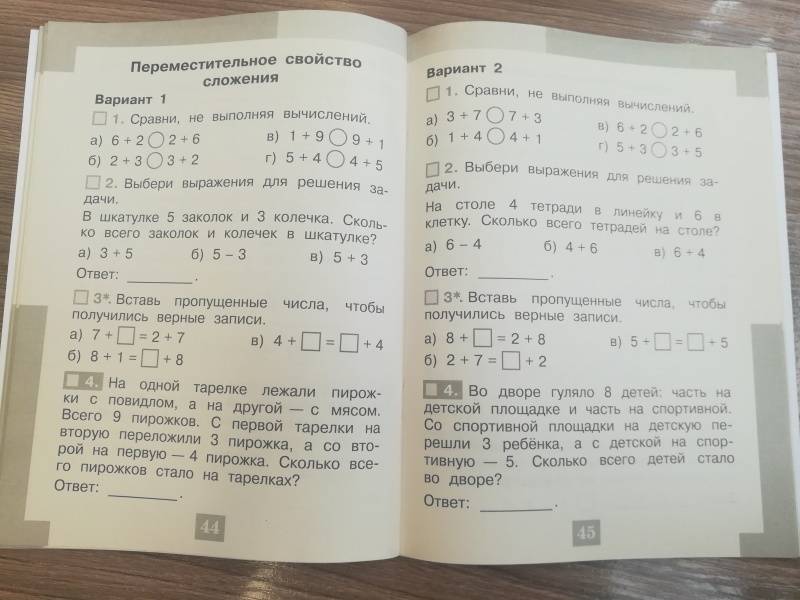 Переместительное свойство
сложения
Вариант 1
1. Сравни, не выполняя вычислений.
а) 6 + 2 ◯ 2 + 6 в) 1 + 9 ◯ 9 + 1
б) 2 + 3 ◯ 3 + 2 г) 5 + 4 ◯ 4 + 5
2. Выбери выражения для решения за-
дачи.
В шкатулке 5 заколок и 3 колечка. Сколь-
ко всего заколок и колечек в шкатулке?
а) 3 + 5 б) 5 – 3 в) 5 + 3
Ответ: ________.
3*. Вставь пропущенные числа, чтобы
получились верные записи.
а) 7 + □ = 2 + 7 в) 4 + □ = □ + 4
б) 8 + 1 = □ + 8
4. На одной тарелке лежали пирож-
ки с повидлом, а на другой — с мясом.
Всего 9 пирожков. С первой тарелки на
вторую переложили 3 пирожка, а со вто-
рой на первую — 4 пирожка. Сколько все-
го пирожков стало на тарелках?
Ответ: ________.
44
Вариант 2
1. Сравни, не выполняя вычислений.
а) 3 + 7 ◯ 7 + 3 в) 6 + 2 ◯ 2 + 6
б) 1 + 4 ◯ 4 + 1 г) 5 + 3 ◯ 3 + 5
2. Выбери выражения для решения за-
дачи.
На столе 4 тетради в линейку и 6 в
клетку. Сколько всего тетрадей на столе?
а) 6 – 4 б) 4 + 6 в) 6 + 4
Ответ: ________.
3*. Вставь пропущенные числа, чтобы
получились верные записи.
а) 8 + □ = 2 + 8 в) 5 + □ = □ + 5
б) 2 + 7 = □ + 2
4. Во дворе гуляло 8 детей: часть на
детской площадке и часть на спортивной.
Со спортивной площадки на детскую пе-
решли 3 ребёнка, а с детской на спор-
тивную — 5. Сколько всего детей стало
во дворе?
Ответ: ________.
45